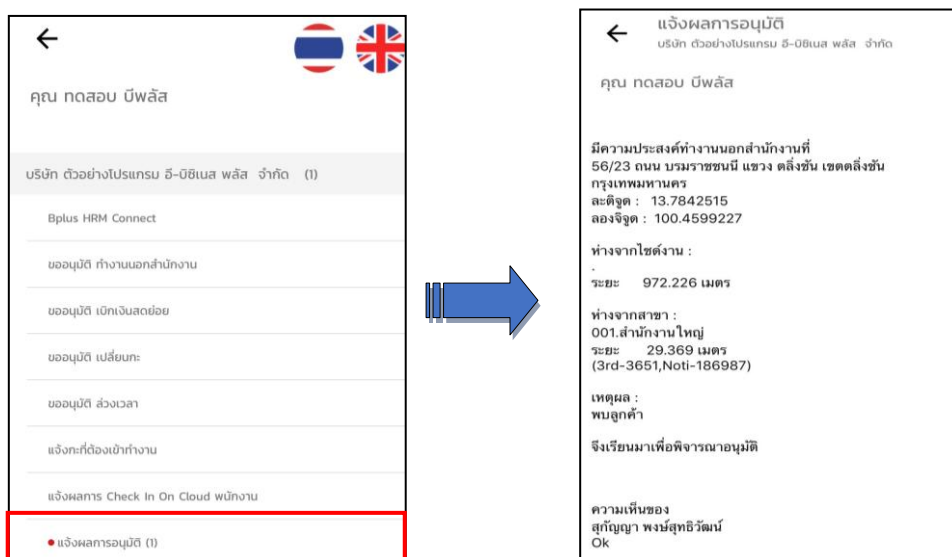 คุณ ทดสอบ บีพลัส
บริษัท ตัวอย่างโปรแกรม อี-บิซิเนส พลัส จำกัด (1)
Bplus HRM Connect
ขออนุมัติ ทำงานนอกสำนักงาน
ขออนุมัติ เบิกเงินสดย่อย
ขออนุมัติ เปลี่ยนกะ
ขออนุมัติ ล่วงเวลา
แจ้งกะที่ต้องเข้าทำงาน
แจ้งผลการ Check In On Cloud พนักงาน
แจ้งผลการอนุมัติ (1)
แจ้งผลการอนุมัติ
บริษัท ตัวอย่างโปรแกรม อี-บิซิเนส พลัส จำกัด
คุณ ทดสอบ บีพลัส
มีความประสงค์ทำงานนอกสำนักงานที่
56/23 ถนน บรมราชชนนี แขวง ตลิ่งชัน เขตตลิ่งชัน
กรุงเทพมหานคร
ละติจูด : 13.7842515
ลองจิจูด : 100.4599227
ห่างจากไซต์งาน :
.
ระยะ 972.226 เมตร
ห่างจากสาขา :
001.สำนักงานใหญ่
ระยะ 29.369 เมตร
(3rd-3651,Noti-186987)
เหตุผล :
พบลูกค้า
จึงเรียนมาเพื่อพิจารณาอนุมัติ
ความเห็นของ
สุกัญญา พงษ์สุทธิวัฒน์
Ok